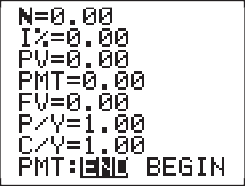 N=0.00
I%=0.00
PV=0.00
PMT=0.00
FV=0.00
P/Y=1.00
C/Y=1.00
PMT:END BEGIN